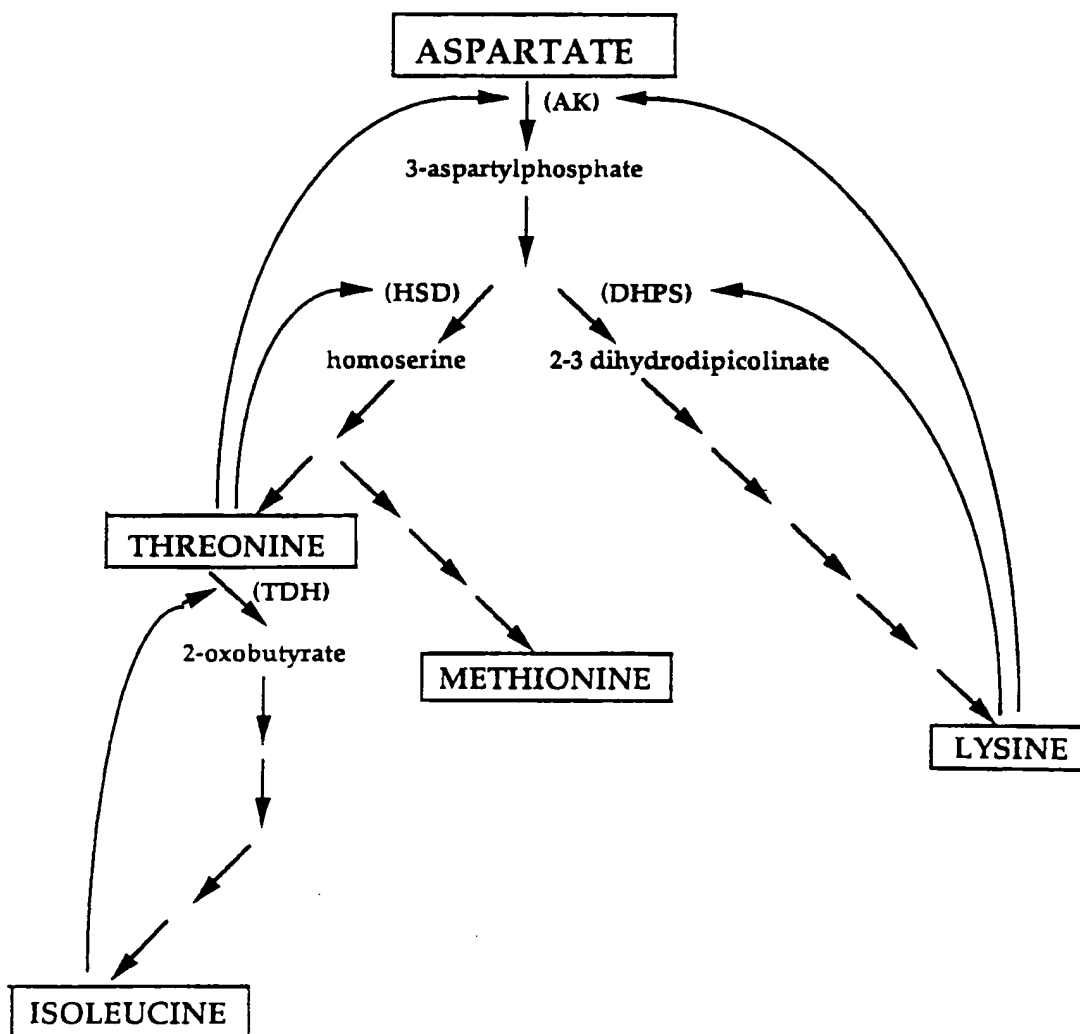 ASPARTATE
(AK)
3-aspartylphosphate
(HSD)
(DHPS)
homoserine
2-3 dihydrodipicolinate
THREONINE
(TDH)
2-oxobutyrate
METHIONINE
LYSINE
ISOLEUCINE